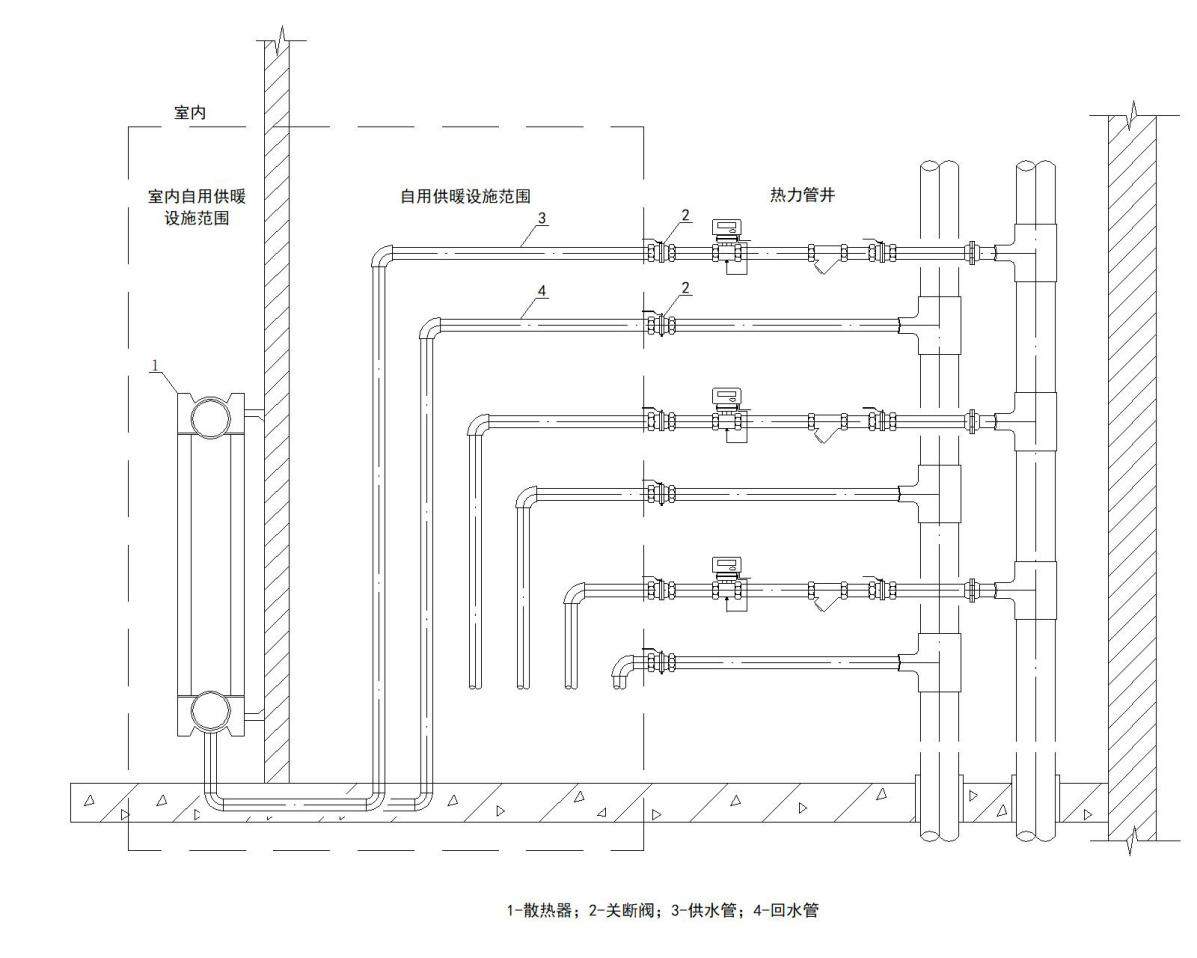 室内
室内自用供暖
设施范围
自用供暖设施范围
热力管井
3
2
4
2
1
1-散热器；2-关断阀；3-供水管；4-回水管